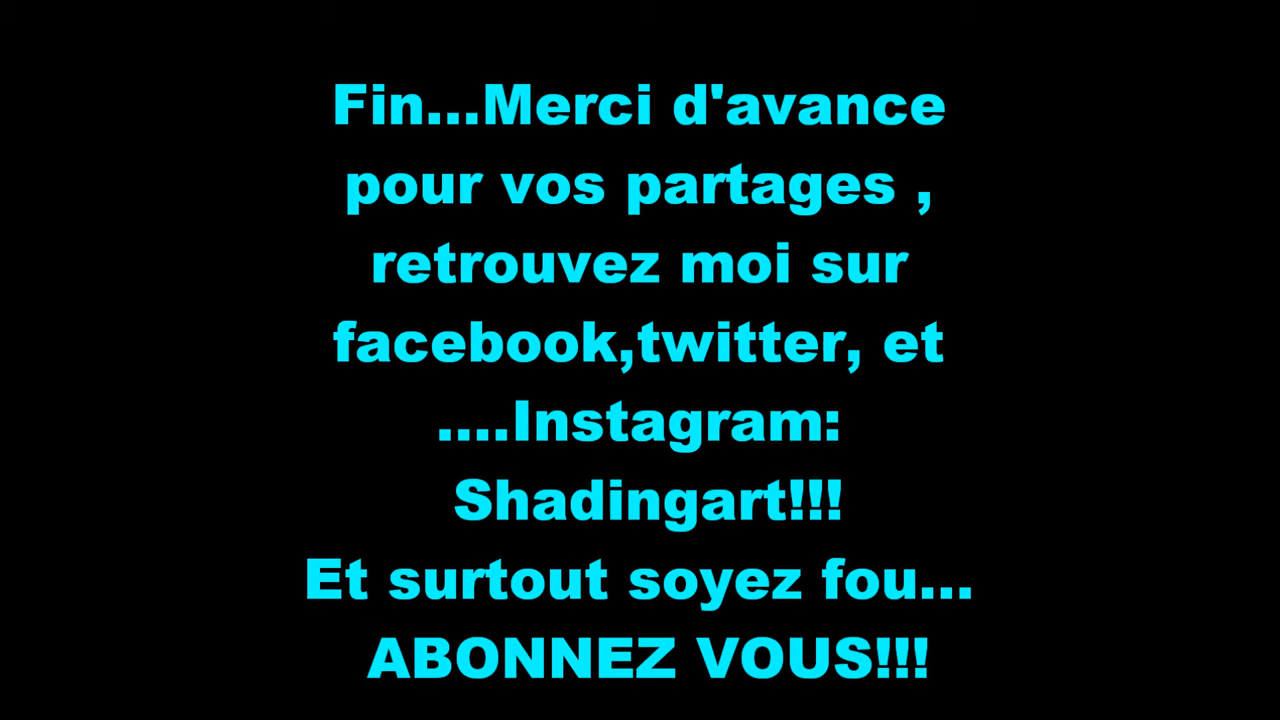 Fin...Merci d'avance
pour vos partages ,
retrouvez moi sur
facebook,twitter, et
....Instagram:
Shadingart!!!
Et surtout soyez fou...
ABONNEZ VOUS!!!